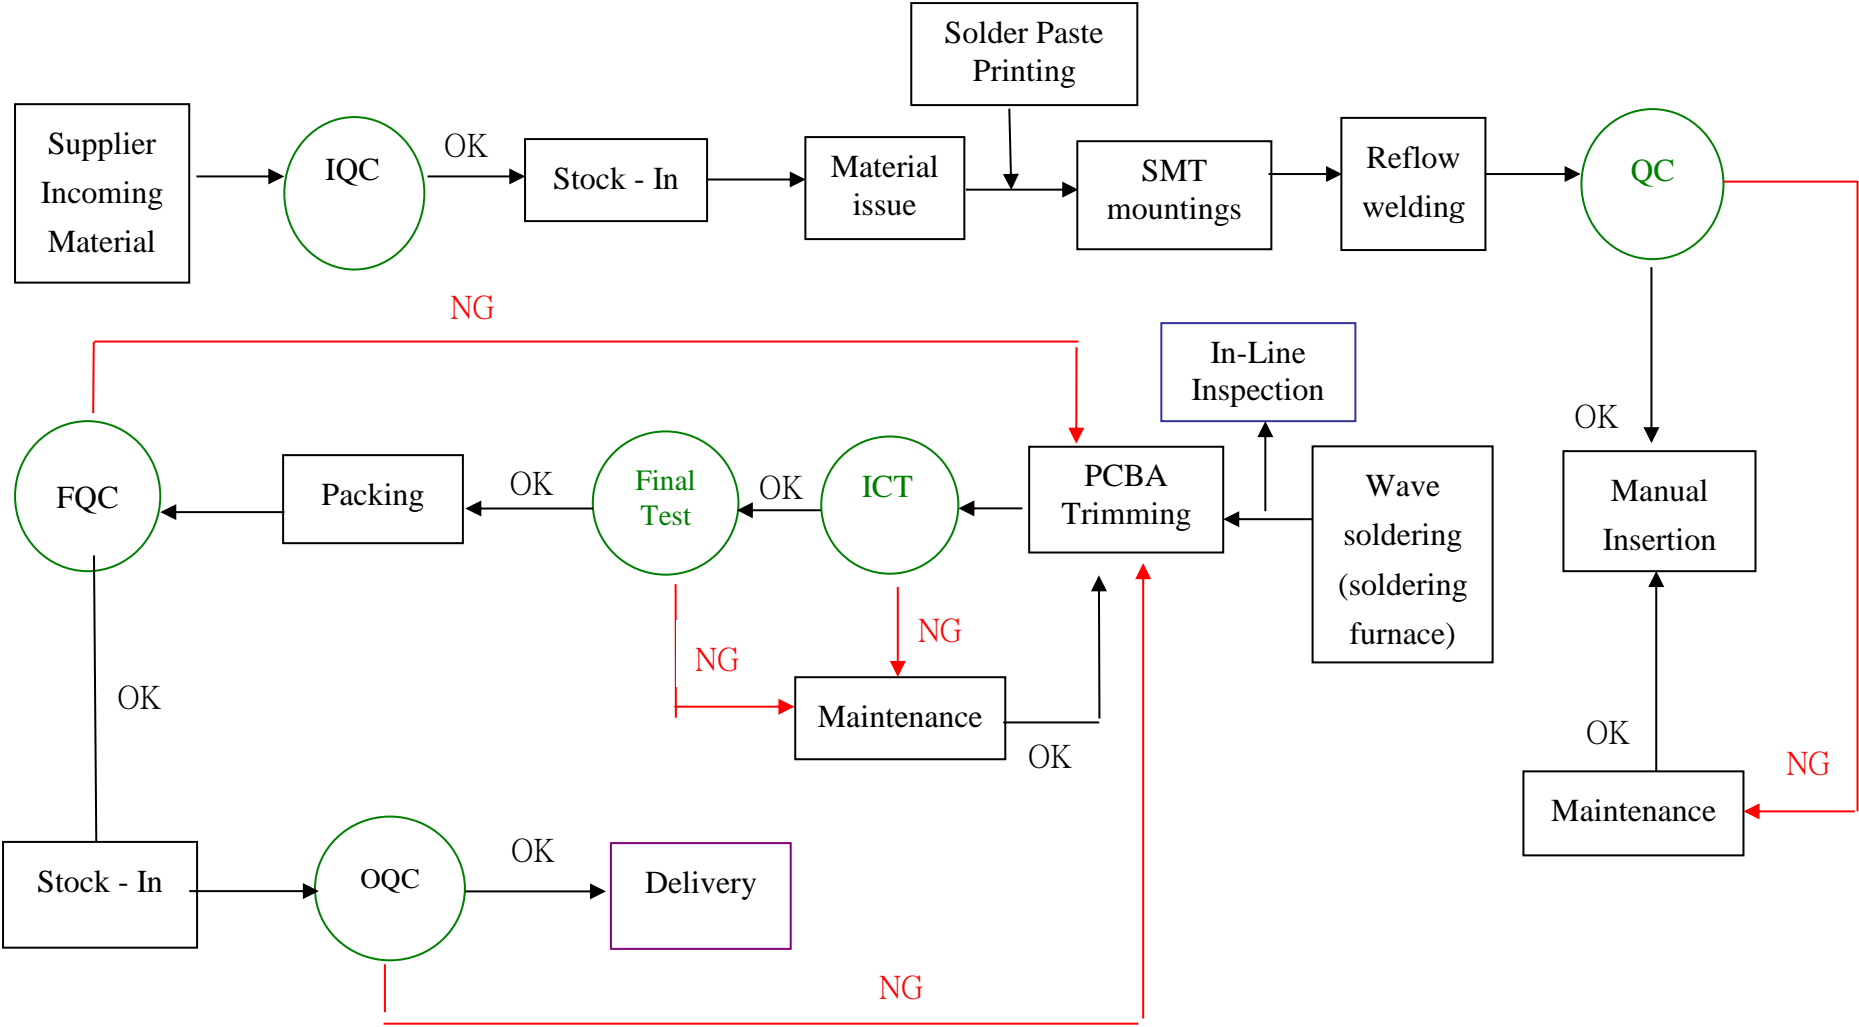 Solder Paste
Printing
Supplier
Incoming
Material
IQC
OK
Stock - In
Material
issue
SMT
mountings
Reflow
welding
QC
NG
In-Line
Inspection
OK
FQC
Packing
OK
Final
Test
OK
ICT
PCBA
Trimming
Wave
soldering
(soldering
furnace)
Manual
Insertion
NG
NG
OK
Maintenance
OK
OK
NG
Maintenance
Stock - In
OQC
OK
Delivery
NG